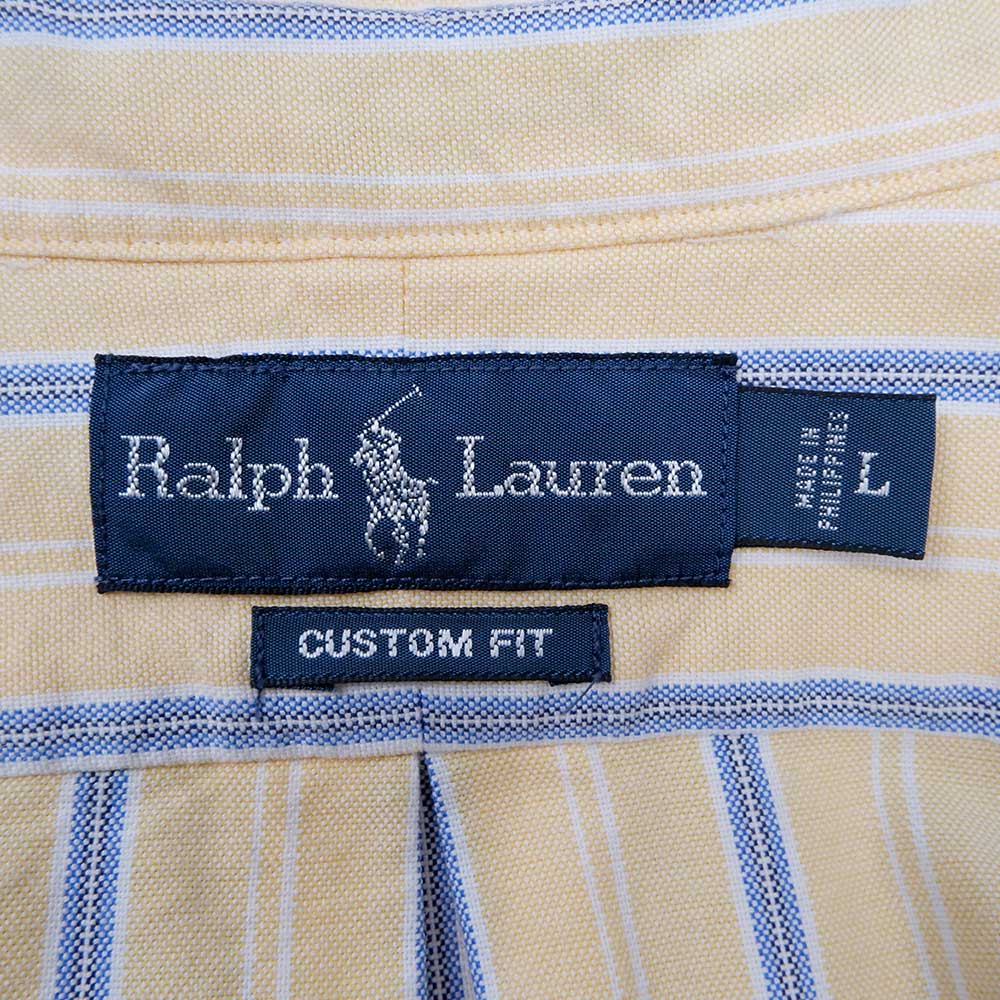 Ralph Lauren
MADE IN
PHILIPPINES
L
CUSTOM FIT